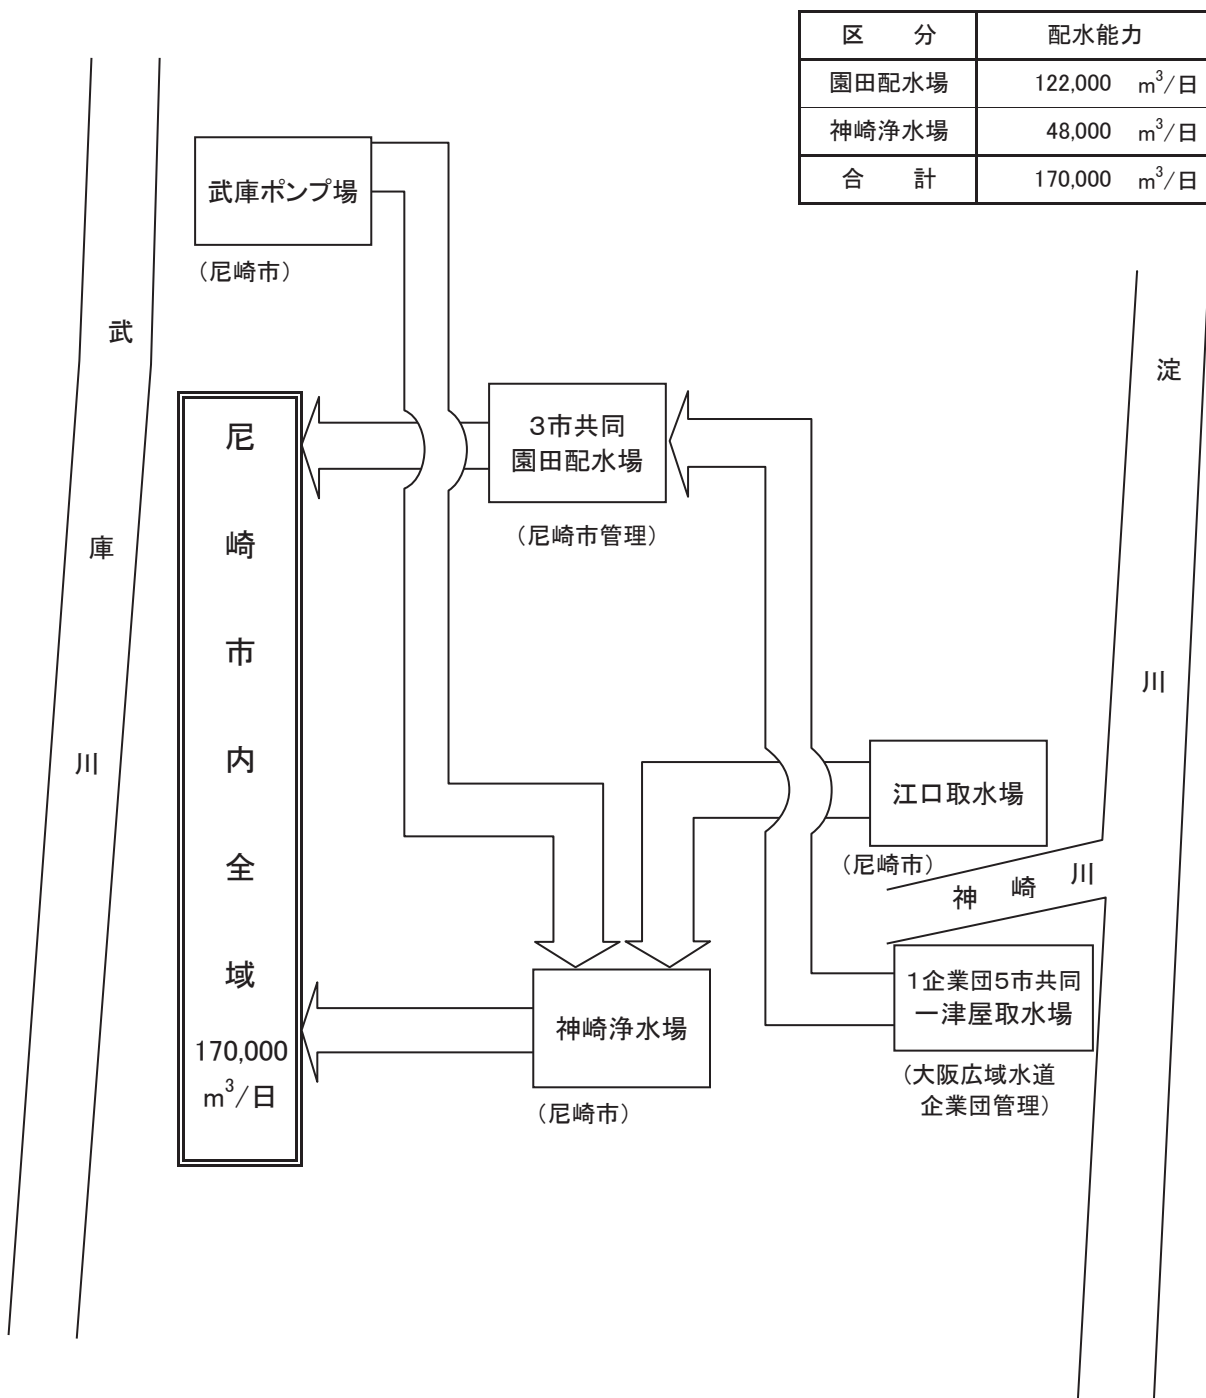 区　分　配水能力
園田配水場　122,000　m³/日
神崎浄水場　48,000　m³/日
合　計　170,000　m³/日
武庫ポンプ場
（尼崎市）
武庫川
淀川
3市共同
園田配水場
（尼崎市管理）
尼崎市内全域
170,000
m³/日
江口取水場
（尼崎市）
神崎川
1企業団5市共同
一津屋取水場
（大阪広域水道
企業団管理）
神崎浄水場
（尼崎市）